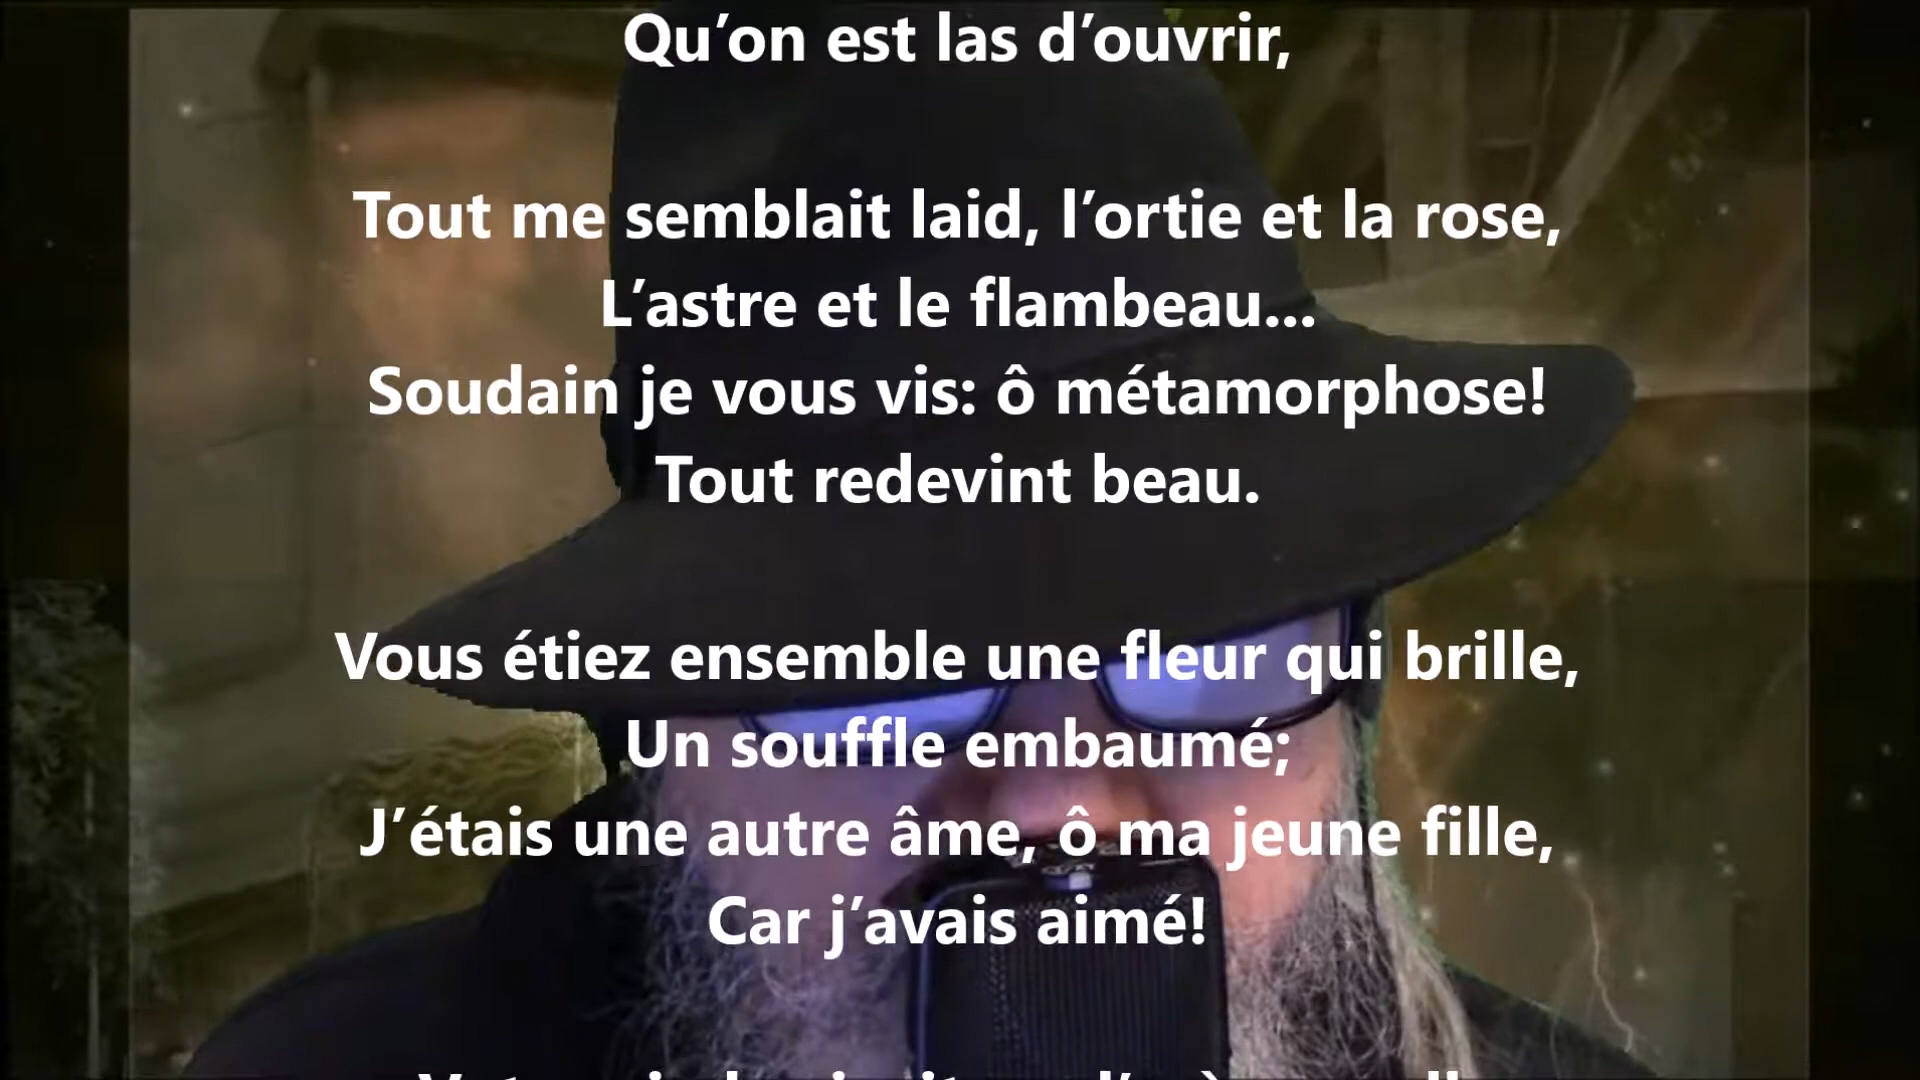 Qu’on est las d’ouvrir,
Tout me semblait laid, l’ortie et la rose,
L’astre et le flambeau...
Soudain je vous vis: ô métamorphose!
Tout redevint beau.
Vous étiez ensemble une fleur qui brille,
Un souffle embaumé;
J’étais une autre âme, ô ma jeune fille,
Car j’avais aimé!